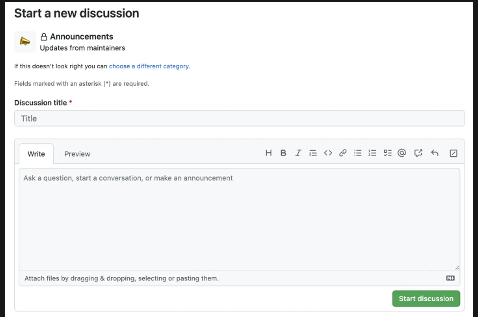 Start a new discussion
Announcements
Updates from maintainers
If this doesn't look right you can choose a different category.
Fields marked with an asterisk (*) are required.
Discussion title *
Title
Write Preview
Ask a question, start a conversation, or make an announcement
Attach files by dragging & dropping, selecting or pasting them.
Start discussion